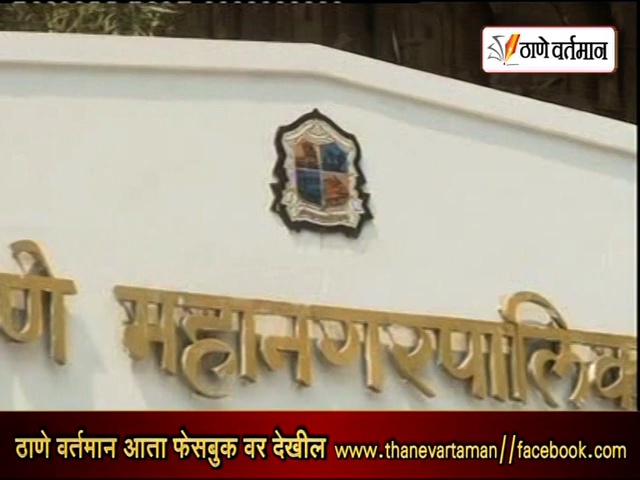 ठाणे वर्तमान
णे महानगरपालिक
ठाणे वर्तमान आता फेसबुक वर देखील www.thanevartaman//facebook.com